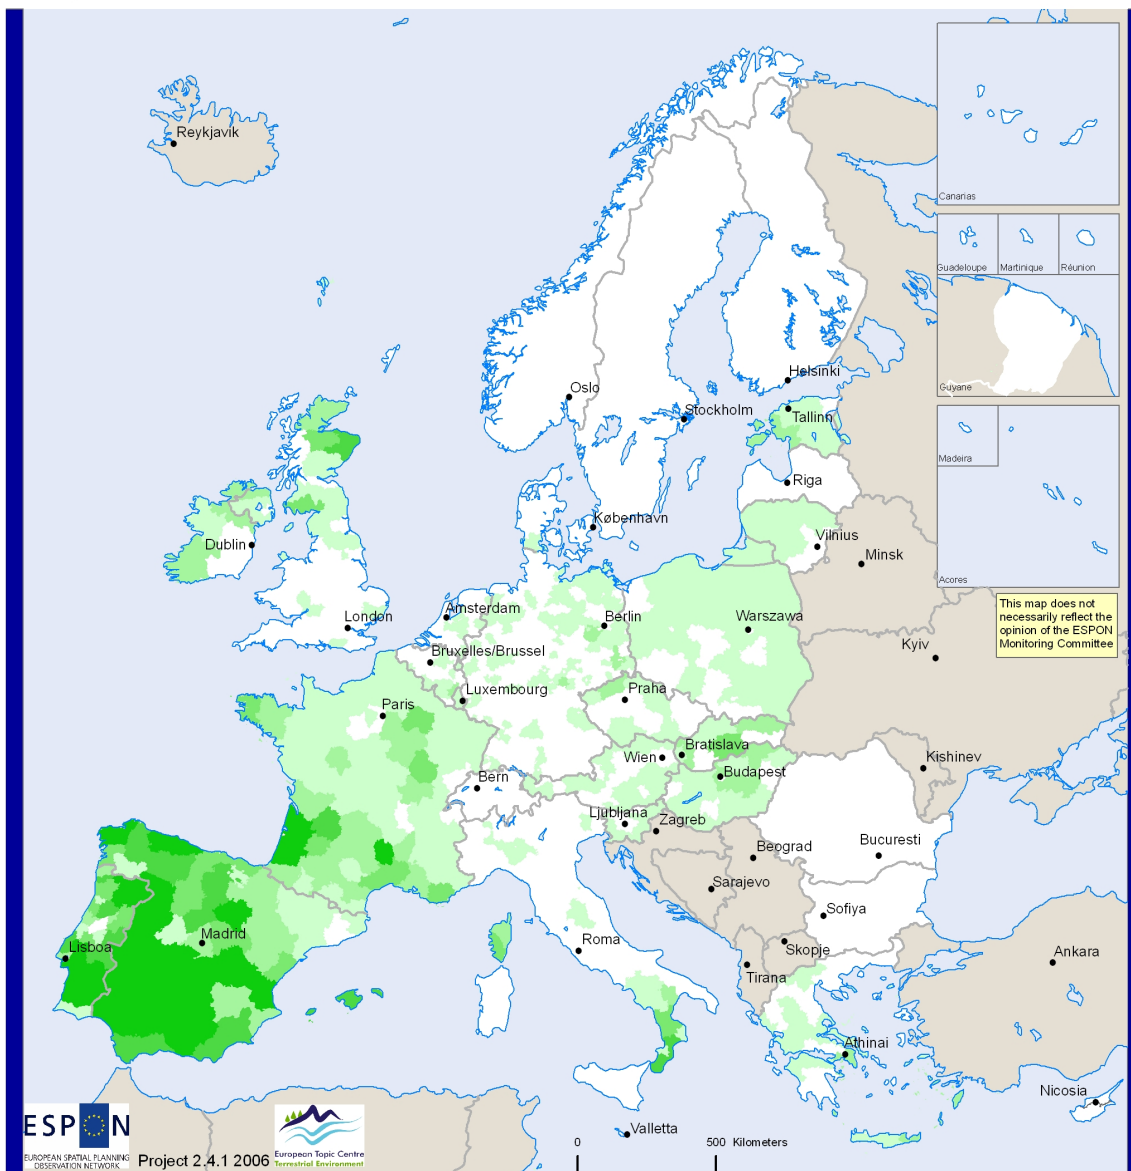 Reykjavik
Canarias
Guadeloupe
Martinique
Réunion
Guyane
Helsinki
Oslo
Stockholm
Tallinn
Madeira
Riga
København
Vilnius
Dublin
Minsk
Acores
This map does not
necessarily reflect the
opinion of the ESPON
Monitoring Committee
Amsterdam
London
Berlin
Warszawa
Kyiv
Bruxelles/Brussel
Luxembourg
Praha
Paris
Bratislava
Wien
Kishinev
Budapest
Bern
Ljubljana
Zagreb
Bucuresti
Beograd
Sarajevo
Sofiya
Madrid
Roma
Lisboa
Skopje
Ankara
Tirana
Athinai
Nicosia
Valletta
0 500 Kilometers
ESPON
EUROPEAN SPATIAL PLANNING
OBSERVATION NETWORK
Project 2.4.1 2006
European Topic Centre
Terrestrial Environment